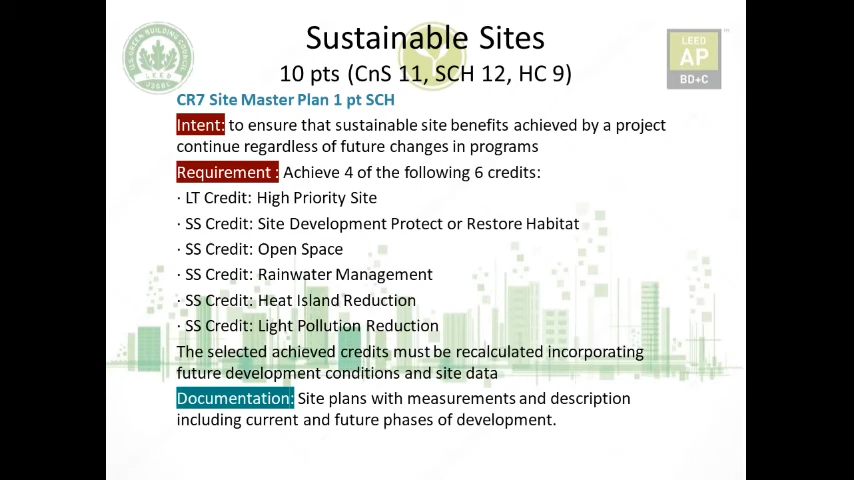 Sustainable Sites
10 pts (CnS 11, SCH 12, HC 9)
CR7 Site Master Plan 1 pt SCH
Intent: to ensure that sustainable site benefits achieved by a project
continue regardless of future changes in programs
Requirement : Achieve 4 of the following 6 credits:
· LT Credit: High Priority Site
· SS Credit: Site Development Protect or Restore Habitat
· SS Credit: Open Space
· SS Credit: Rainwater Management
· SS Credit: Heat Island Reduction
· SS Credit: Light Pollution Reduction
The selected achieved credits must be recalculated incorporating
future development conditions and site data
Documentation: Site plans with measurements and description
including current and future phases of development.
U.S. GREEN BUILDING COUNCIL
LEED
USGBC
LEED
AP
BD+C